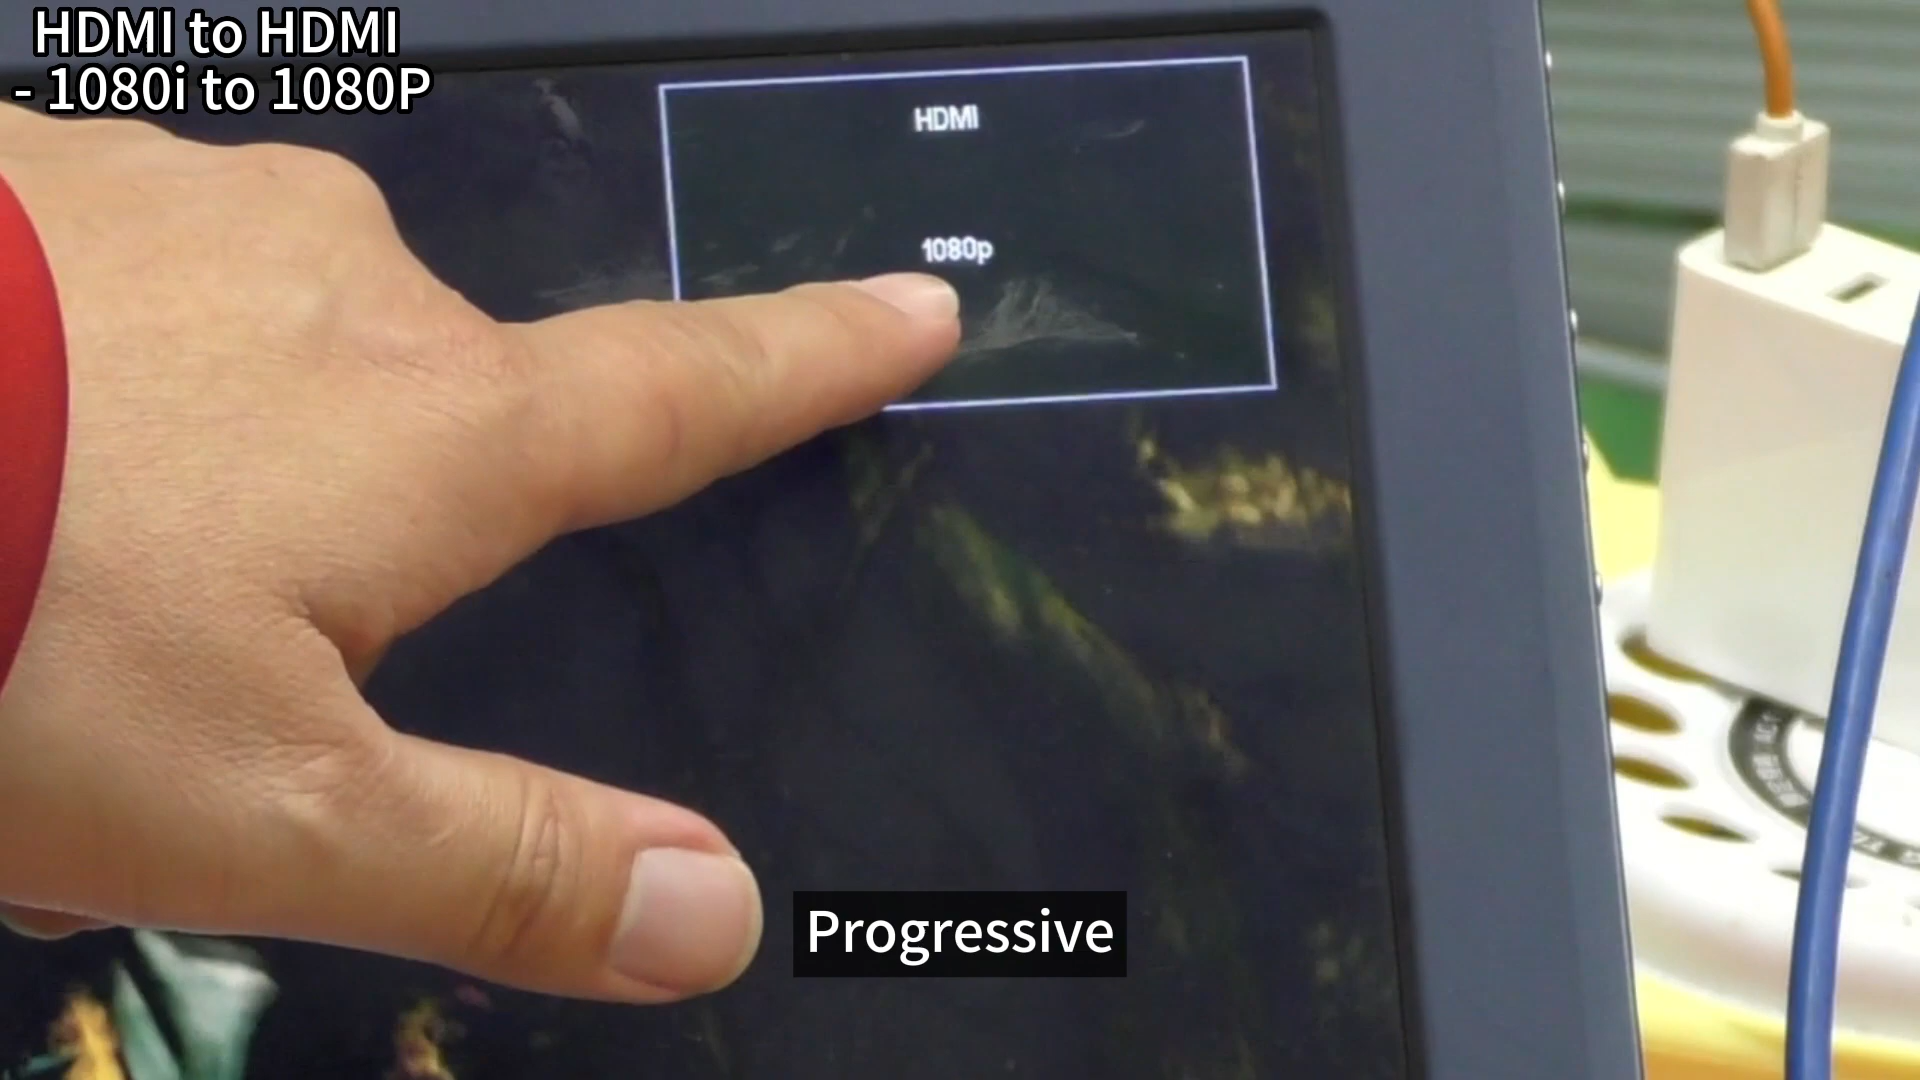 HDMI to HDMI
- 1080i to 1080P
HDMI
1080p
Progressive